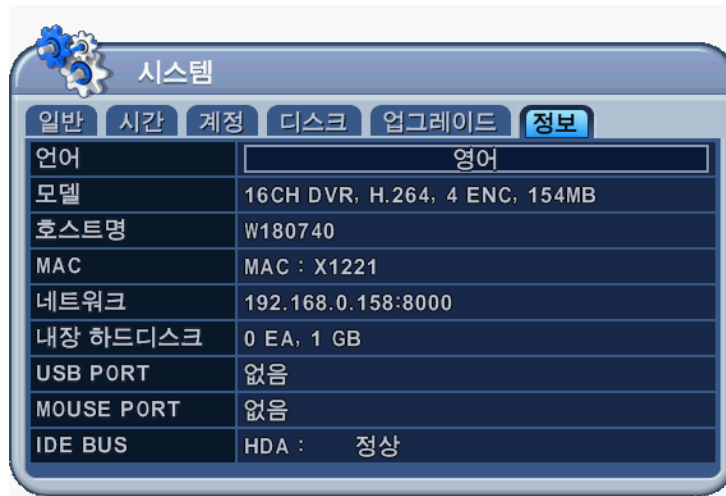 시스템
일반 시간 계정 디스크 업그레이드 정보
언어 영어
모델 16CH DVR, H.264, 4 ENC, 154MB
호스트명 W180740
MAC MAC : X1221
네트워크 192.168.0.158:8000
내장 하드디스크 0 EA, 1 GB
USB PORT 없음
MOUSE PORT 없음
IDE BUS HDA : 정상